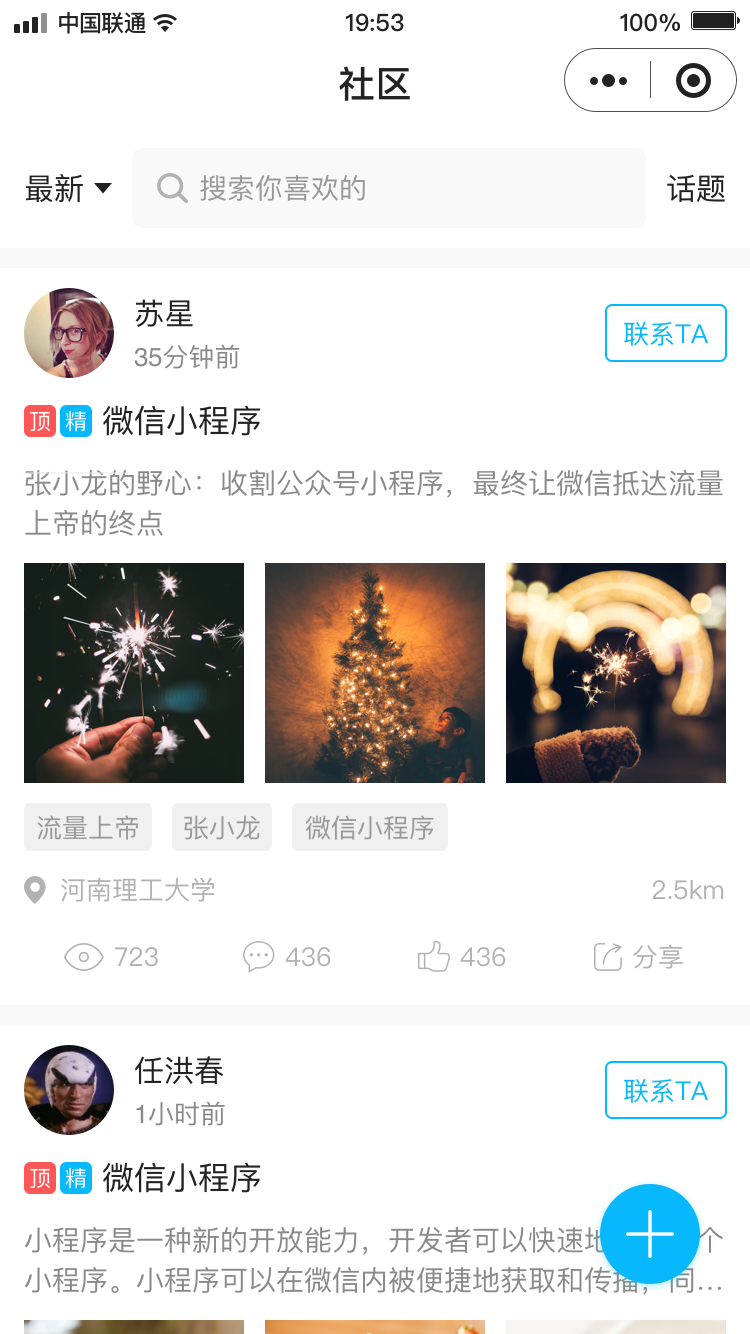 中国联通 19:53 100%
社区
最新 搜索你喜欢的 话题
苏星
35分钟前
联系TA
顶 精 微信小程序
张小龙的野心：收割公众号小程序，最终让微信抵达流量
上帝的终点
流量上帝 张小龙 微信小程序
河南理工大学 2.5km
723 436 436 分享
任洪春
1小时前
联系TA
顶 精 微信小程序
小程序是一种新的开放能力，开发者可以快速地 个
小程序。小程序可以在微信内被便捷地获取和传播，同...